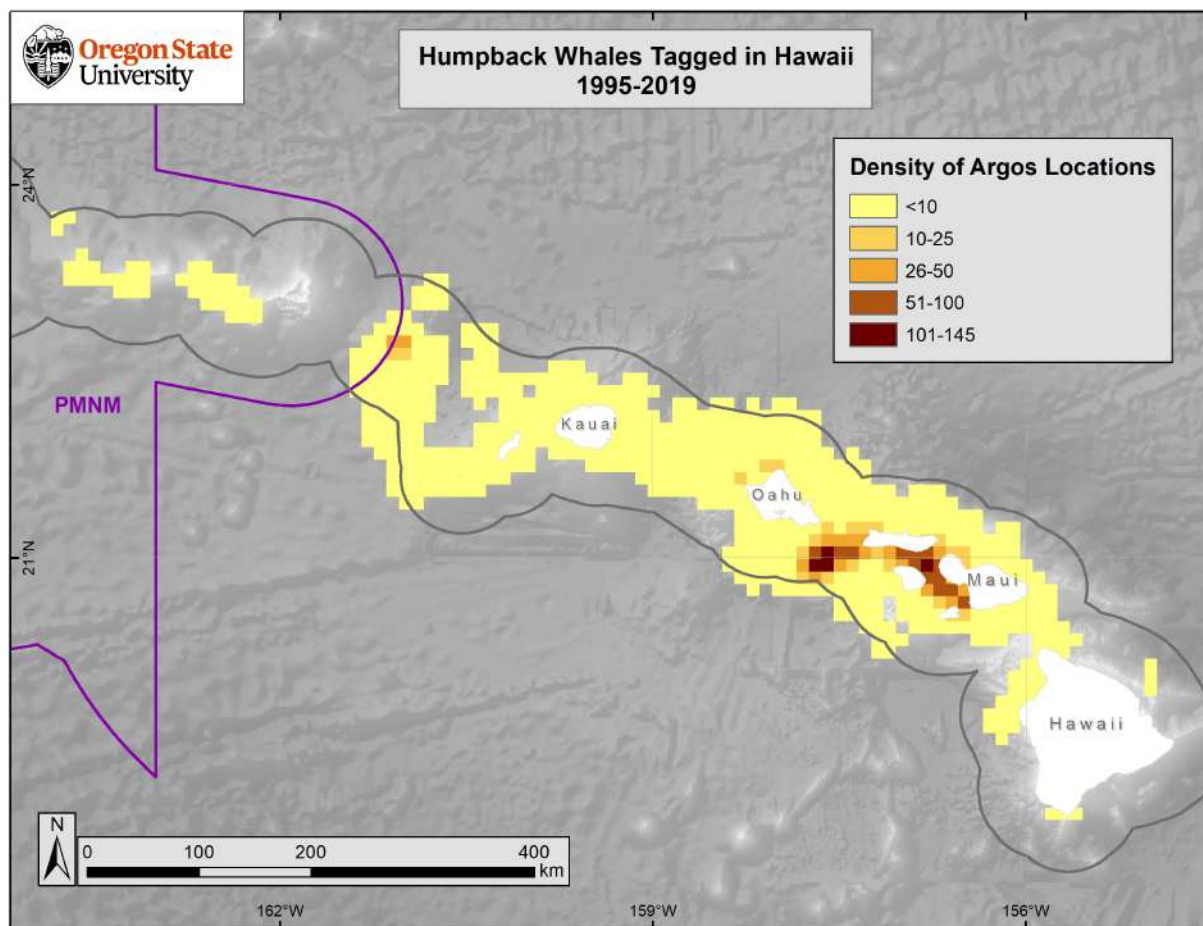 Oregon State
University
Humpback Whales Tagged in Hawaii
1995-2019
Density of Argos Locations
<10
10-25
26-50
51-100
101-145
24°N
21°N
PMNM
Kauai
Oahu
Maui
Hawaii
N
0 100 200 400
km
162°W 159°W 156°W